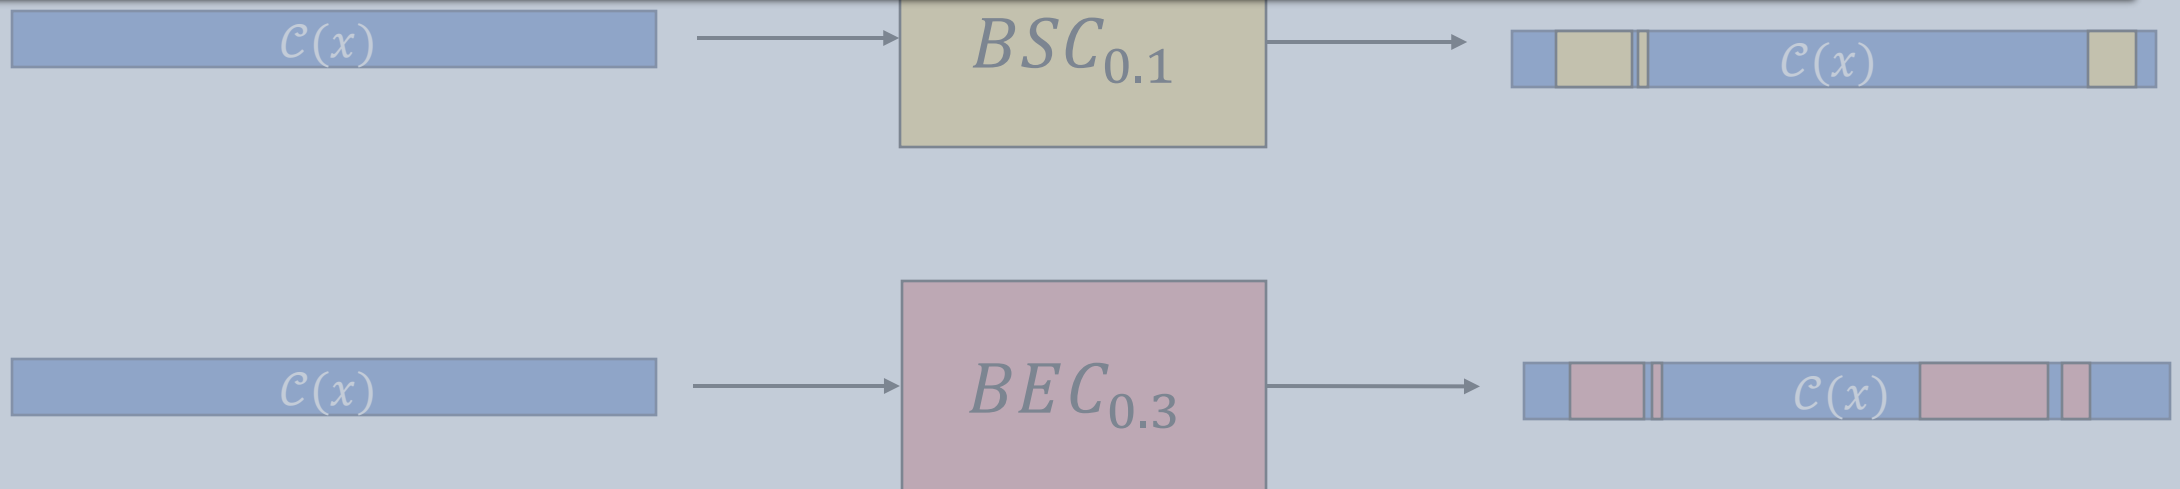 𝒞(x)
BSC₀.₁
𝒞(x)
𝒞(x)
BEC₀.₃
𝒞(x)